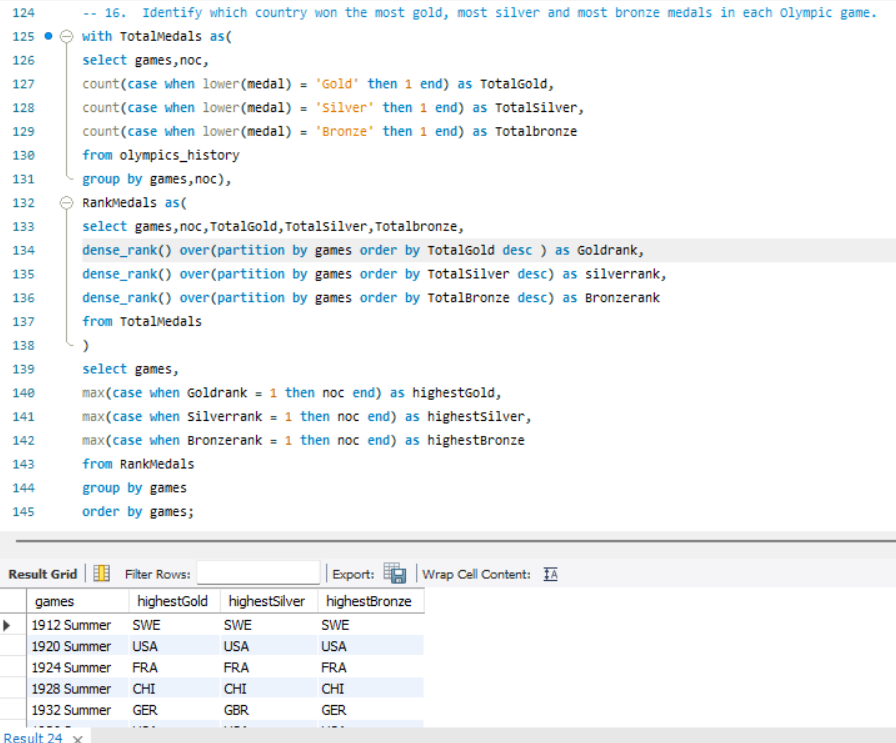 124 -- 16. Identify which country won the most gold, most silver and most bronze medals in each Olympic game.
125 with TotalMedals as(
126 select games,noc,
127 count(case when lower(medal) = 'Gold' then 1 end) as TotalGold,
128 count(case when lower(medal) = 'Silver' then 1 end) as TotalSilver,
129 count(case when lower(medal) = 'Bronze' then 1 end) as Totalbronze
130 from olympics_history
131 group by games,noc),
132 RankMedals as(
133 select games,noc,TotalGold,TotalSilver,Totalbronze,
134 dense_rank() over(partition by games order by TotalGold desc ) as Goldrank,
135 dense_rank() over(partition by games order by TotalSilver desc) as silverrank,
136 dense_rank() over(partition by games order by TotalBronze desc) as Bronzerank
137 from TotalMedals
138 )
139 select games,
140 max(case when Goldrank = 1 then noc end) as highestGold,
141 max(case when Silverrank = 1 then noc end) as highestSilver,
142 max(case when Bronzerank = 1 then noc end) as highestBronze
143 from RankMedals
144 group by games
145 order by games;
Result Grid Filter Rows: Export: Wrap Cell Content: IA
games highestGold highestSilver highestBronze
1912 Summer SWE SWE SWE
1920 Summer USA USA USA
1924 Summer FRA FRA FRA
1928 Summer CHI CHI CHI
1932 Summer GER GBR GER
Result 24 ×